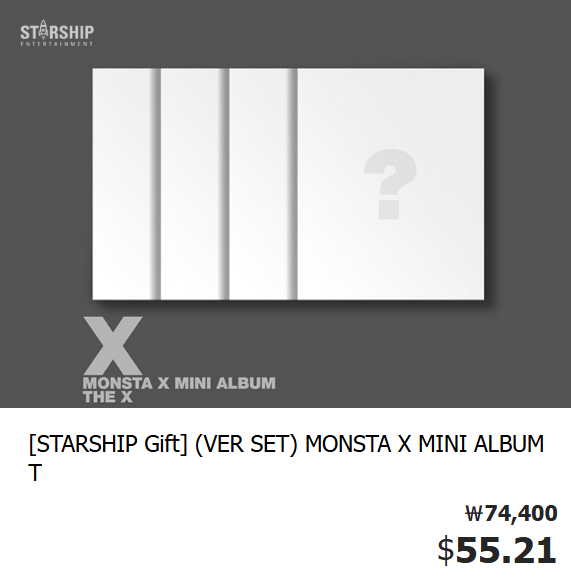 STARSHIP
ENTERTAINMENT
?
X
MONSTA X MINI ALBUM
THE X
[STARSHIP Gift] (VER SET) MONSTA X MINI ALBUM
T
₩74,400
$55.21